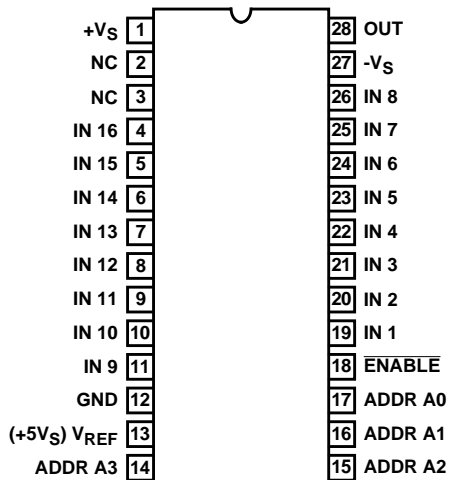 +VS 1 28 OUT
NC 2 27 -VS
NC 3 26 IN 8
IN 16 4 25 IN 7
IN 15 5 24 IN 6
IN 14 6 23 IN 5
IN 13 7 22 IN 4
IN 12 8 21 IN 3
IN 11 9 20 IN 2
IN 10 10 19 IN 1
IN 9 11 18 ENABLE
GND 12 17 ADDR A0
(+5VS) VREF 13 16 ADDR A1
ADDR A3 14 15 ADDR A2